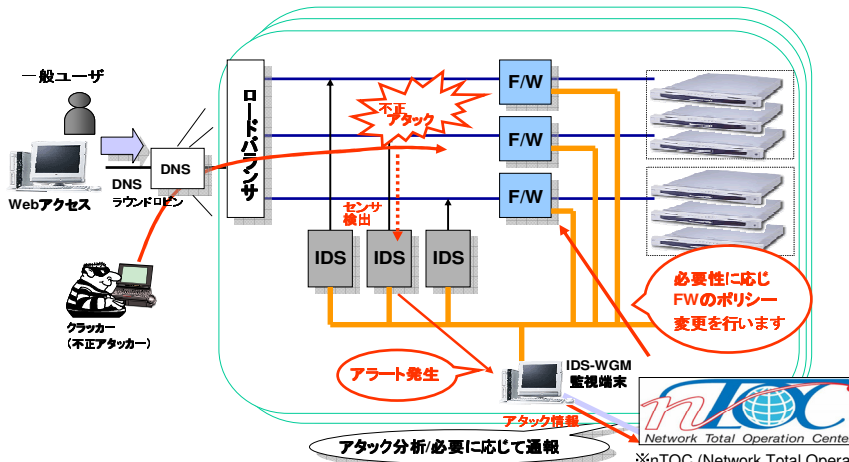 一般ユーザ
Webアクセス
DNS
ラウンドロビン
DNS
ロードバランサ
クラッカー
(不正アタッカー)
不正
アタック
センサ
検出
F/W
F/W
F/W
IDS
IDS
IDS
必要性に応じ
FWのポリシー
変更を行います
アラート発生
IDS-WGM
監視端末
アタック情報
アタック分析/必要に応じて通報
nTOC
Network Total Operation Cente
※nTOC (Network Total Opera